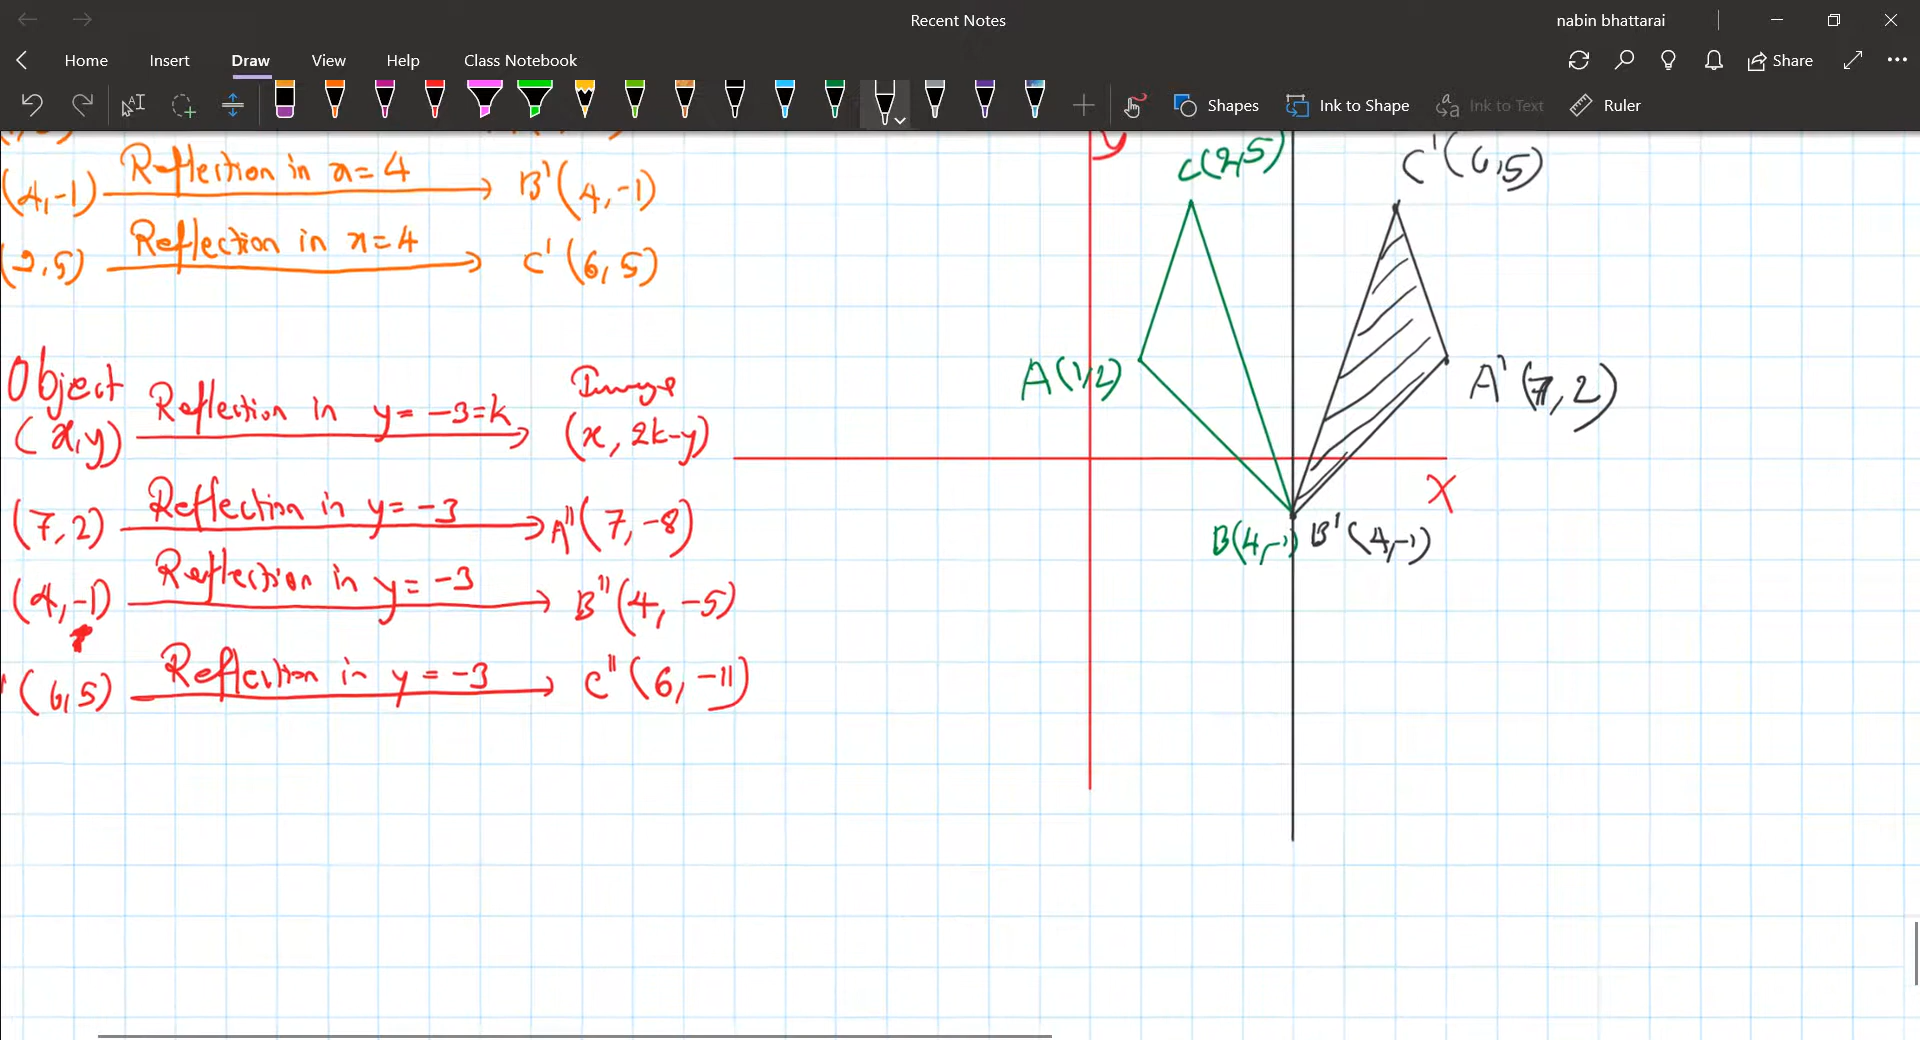 Recent Notes
nabin bhattarai
Home Insert Draw View Help Class Notebook
Share
Shapes Ink to Shape Ink to Text Ruler
(4,-1) Reflection in x=4 B'(4,-1)
(2,5) Reflection in x=4 C'(6,5)
Object Reflection in y=-3=k Image
(x,y) (x, 2k-y)
(7,2) Reflection in y=-3 A"(7,-8)
(4,-1) Reflection in y=-3 B"(4,-5)
(6,5) Reflection in y=-3 C"(6,-11)
y
C(2,5)
C'(6,5)
A(1,2)
A'(7,2)
X
B(4,-1) B'(4,-1)